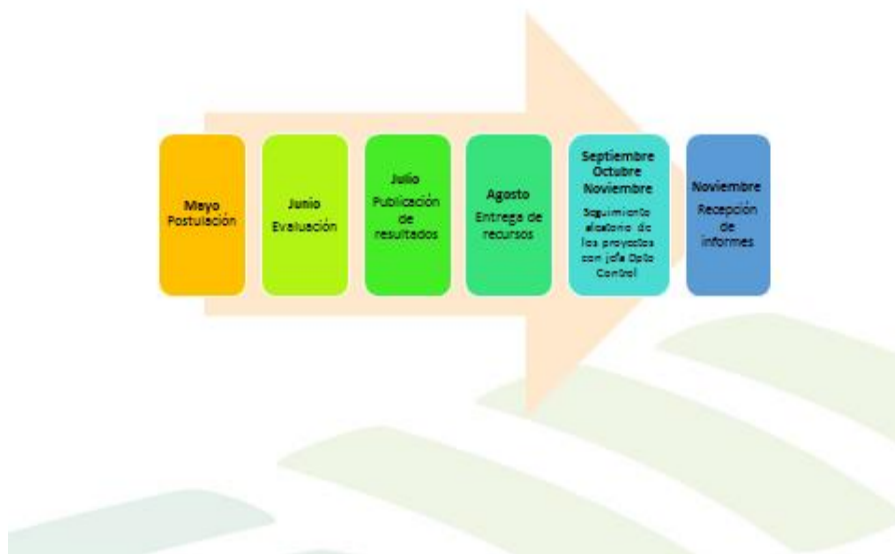 Mayo
Postulación
Junio
Evaluación
Julio
Publicación
de
resultados
Agosto
Entrega de
recursos
Septiembre
Octubre
Noviembre
Seguimiento
aleatorio de
los proyectos
con jefa Dpto
Control
Noviembre
Recepción
de
informes